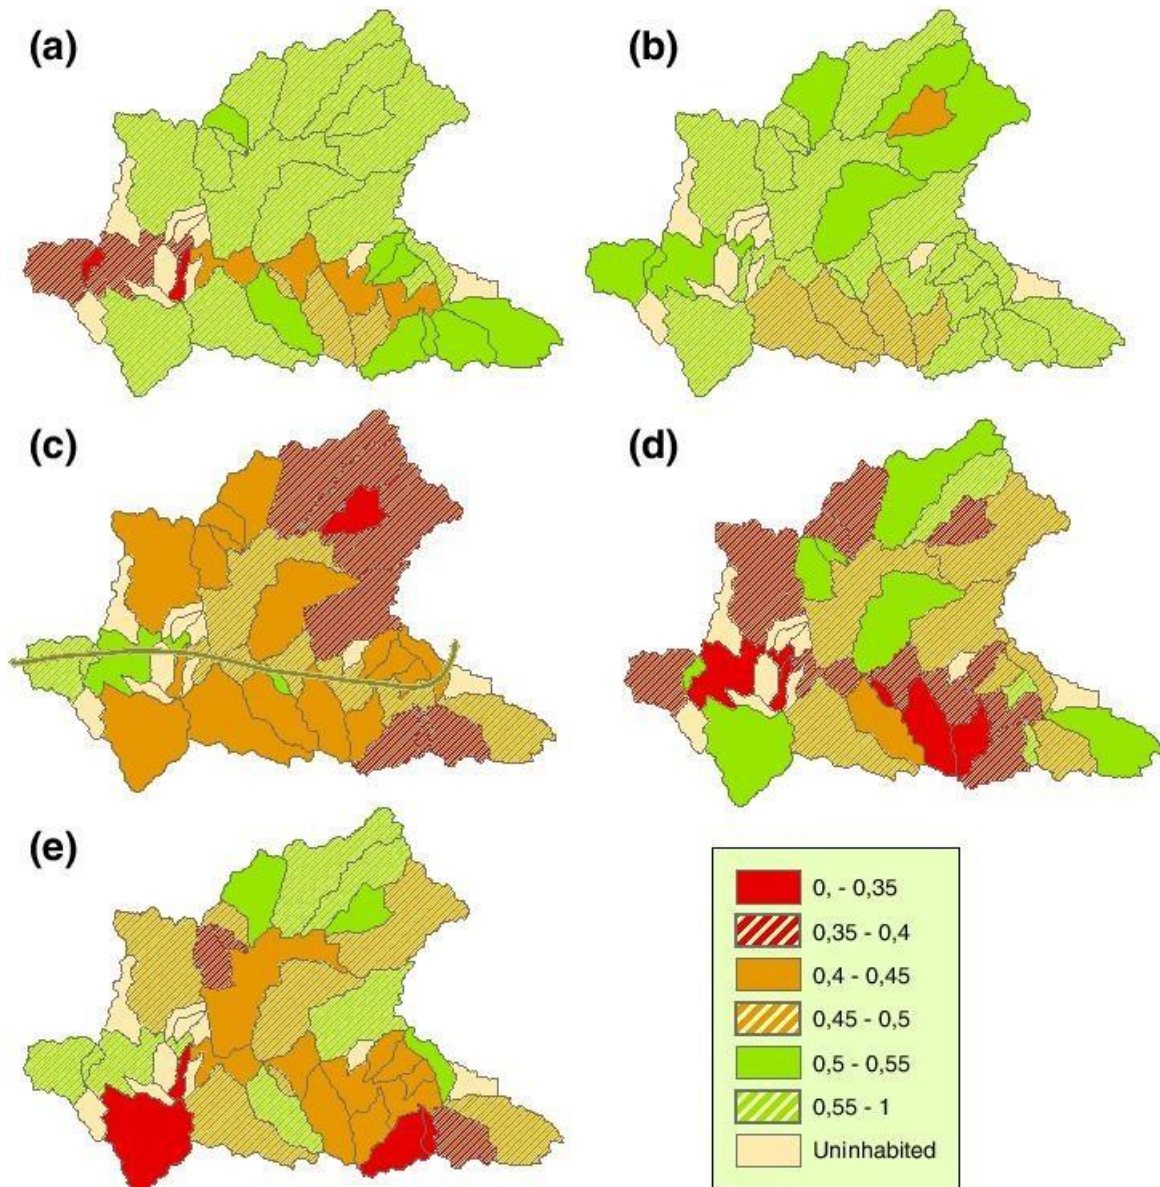 (a)
(b)
(c)
(d)
(e)
0, - 0,35
0,35 - 0,4
0,4 - 0,45
0,45 - 0,5
0,5 - 0,55
0,55 - 1
Uninhabited